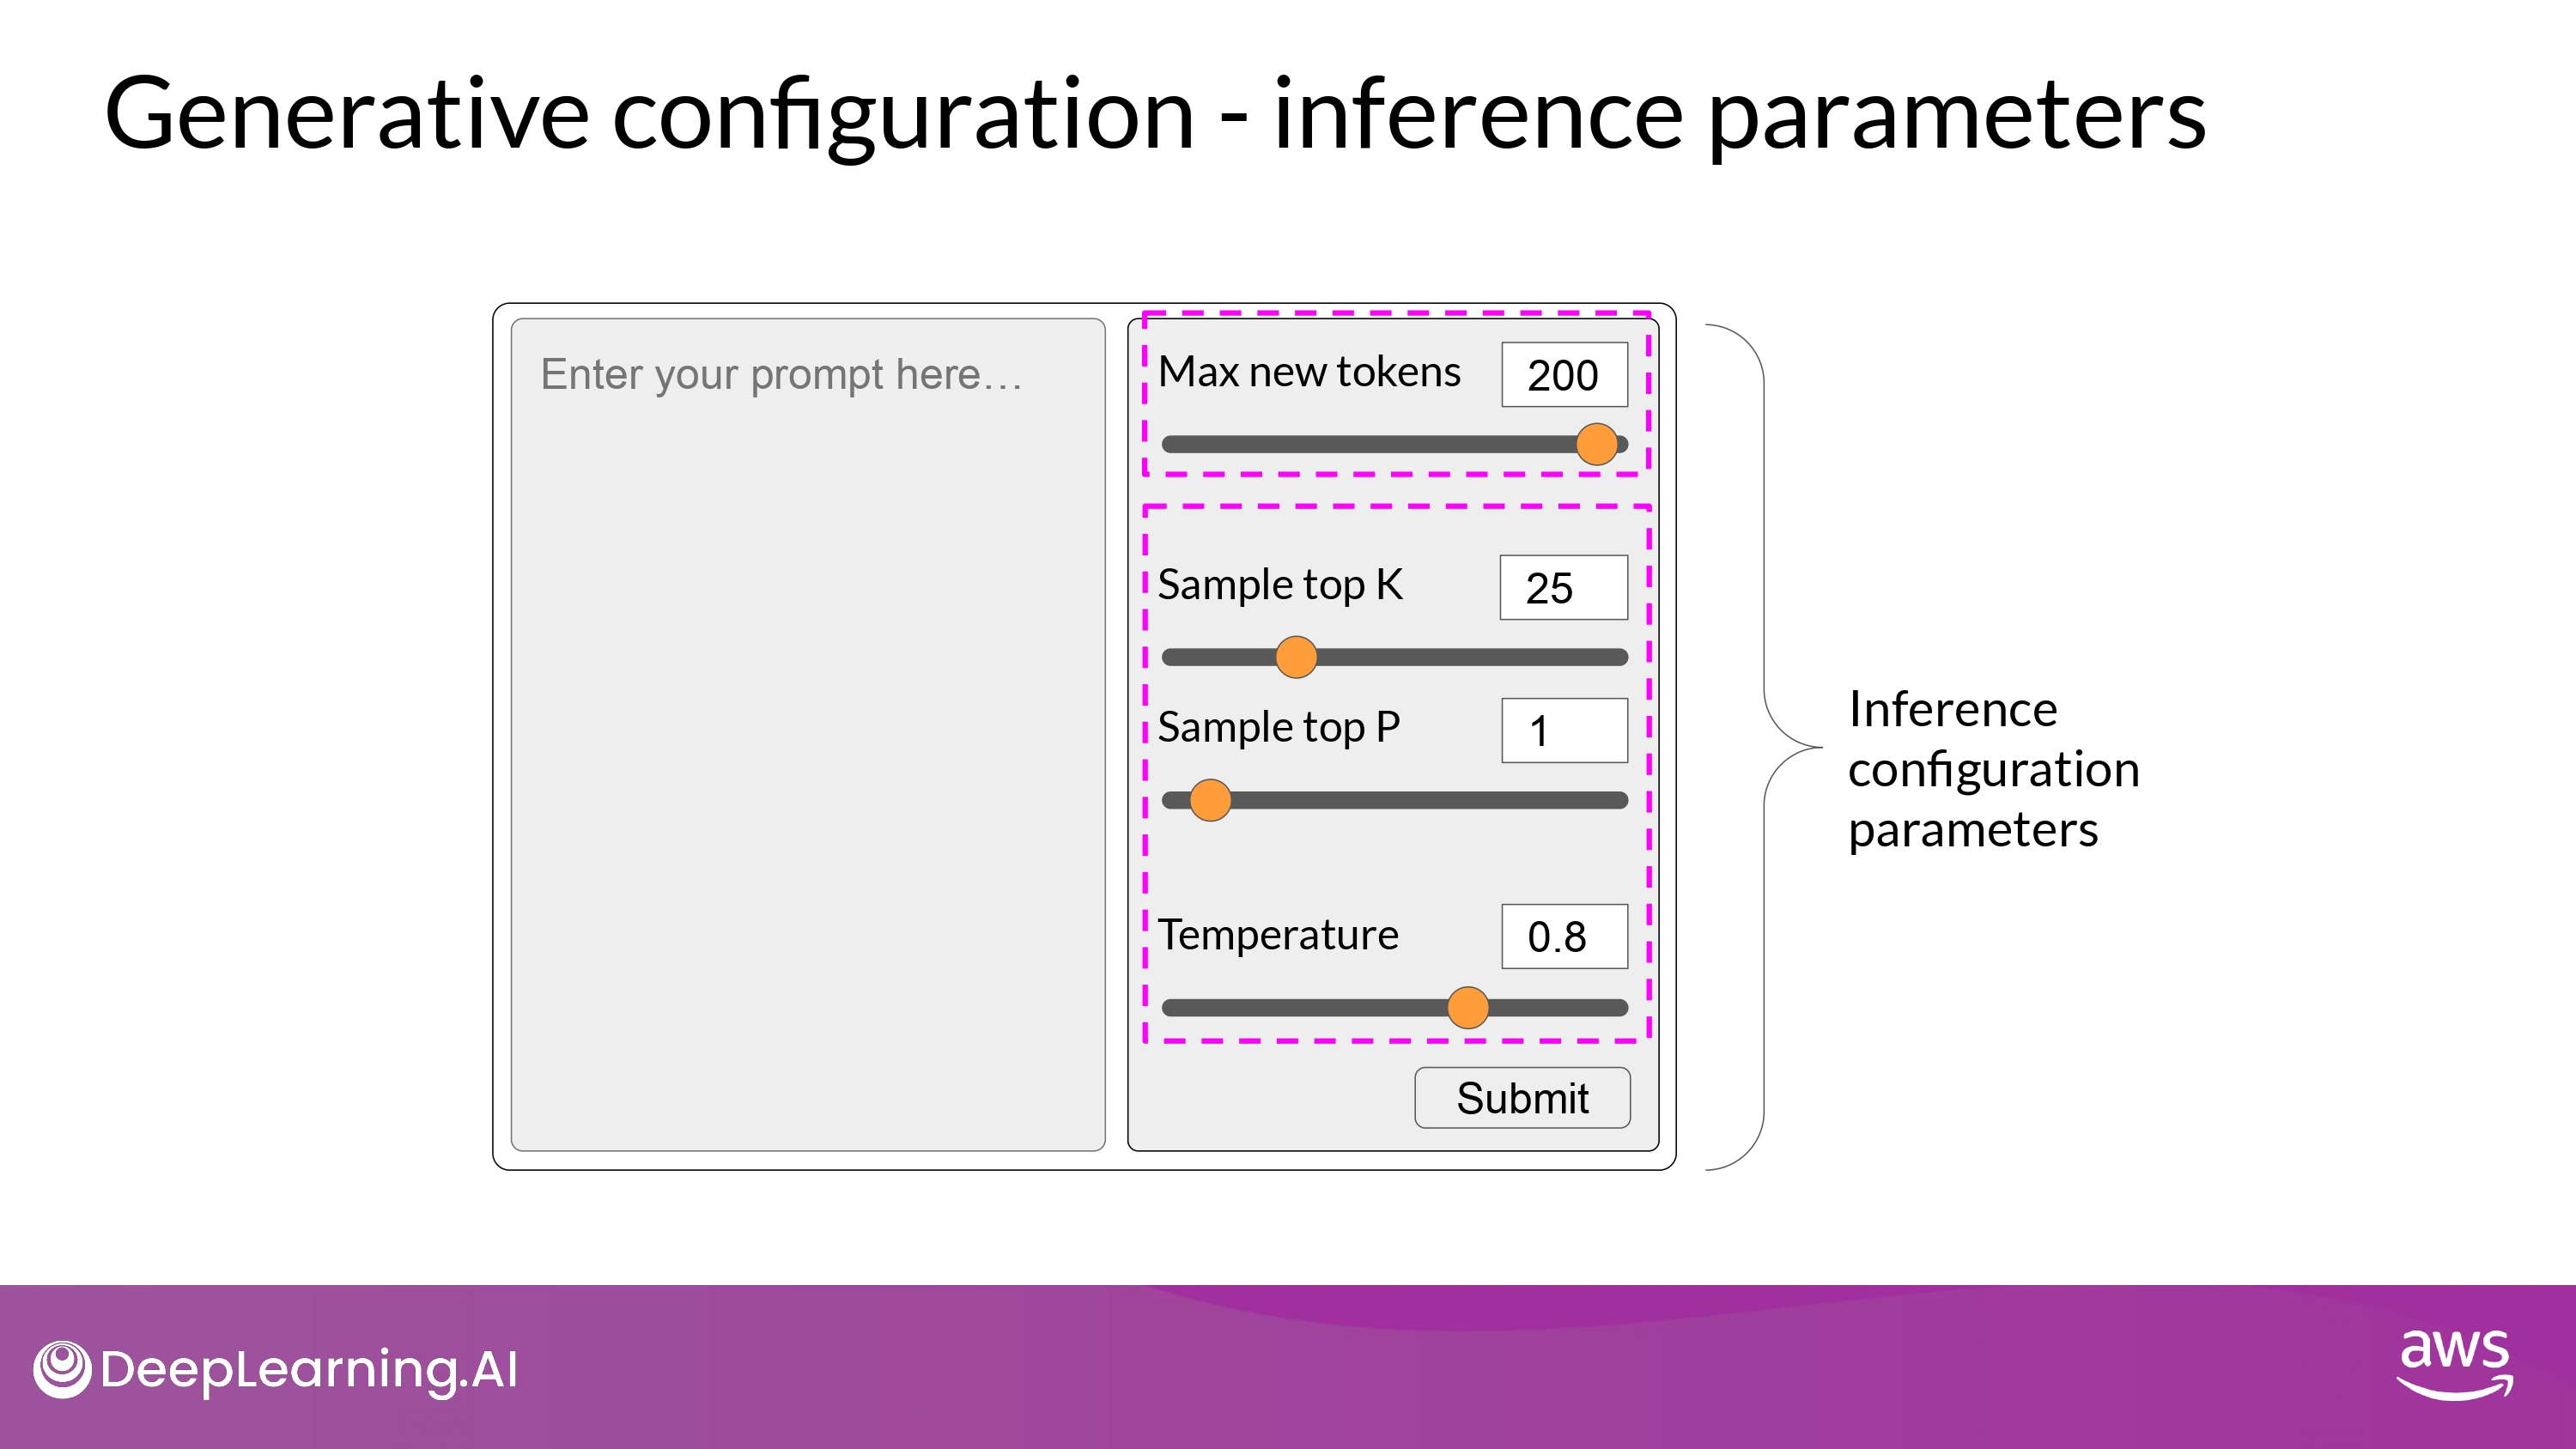 Generative configuration - inference parameters
Enter your prompt here…
Max new tokens 200
Sample top K 25
Sample top P 1
Temperature 0.8
Submit
Inference
configuration
parameters
DeepLearning.AI
aws